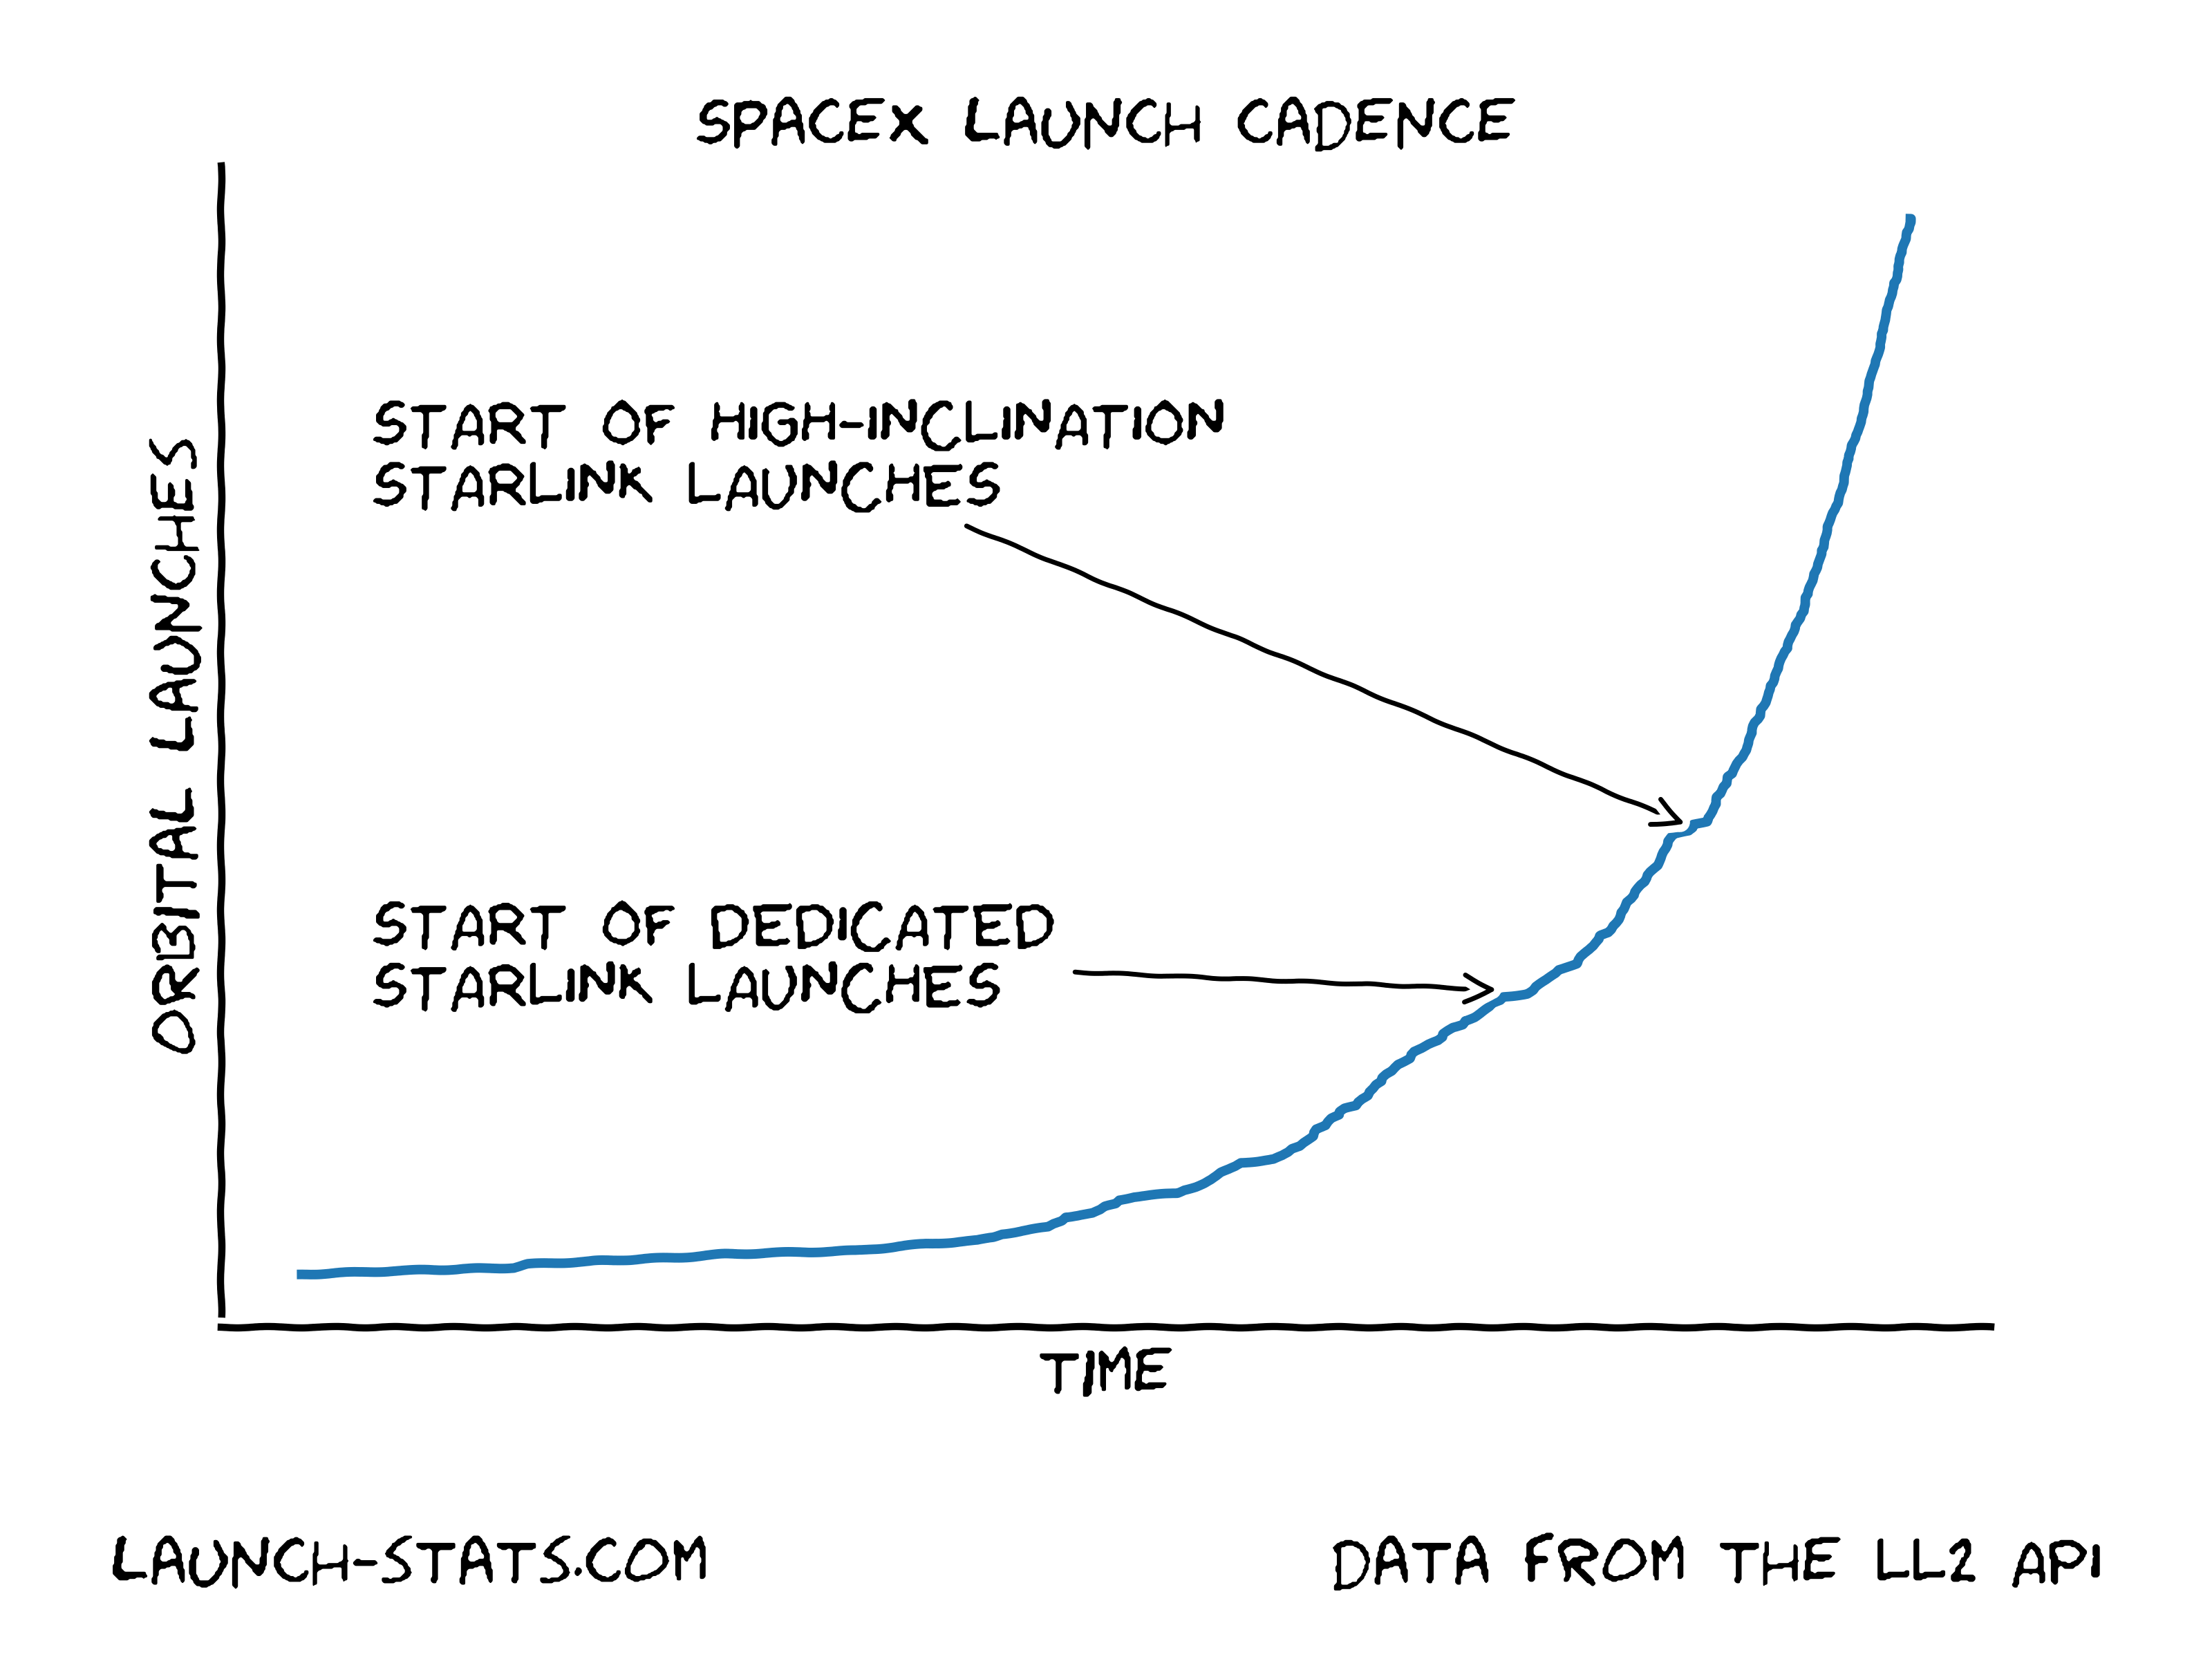 SPACEX LAUNCH CADENCE
START OF HIGH-INCLINATION
STARLINK LAUNCHES
ORBITAL LAUNCHES
START OF DEDICATED
STARLINK LAUNCHES
TIME
LAUNCH-STATS.COM
DATA FROM THE LL2 API